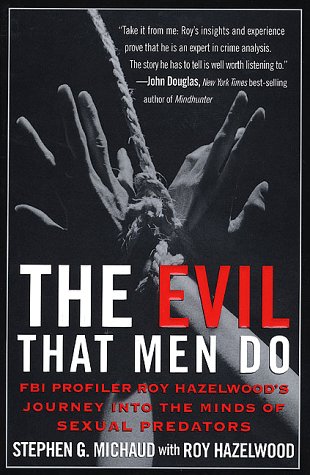 "Take it from me: Roy's insights and experience
prove that he is an expert in crime analysis.
The story he has to tell is well worth listening to."
—John Douglas, New York Times best-selling
author of Mindhunter
THE EVIL
THAT MEN DO
FBI PROFILER ROY HAZELWOOD'S
JOURNEY INTO THE MINDS OF
SEXUAL PREDATORS
STEPHEN G. MICHAUD with ROY HAZELWOOD